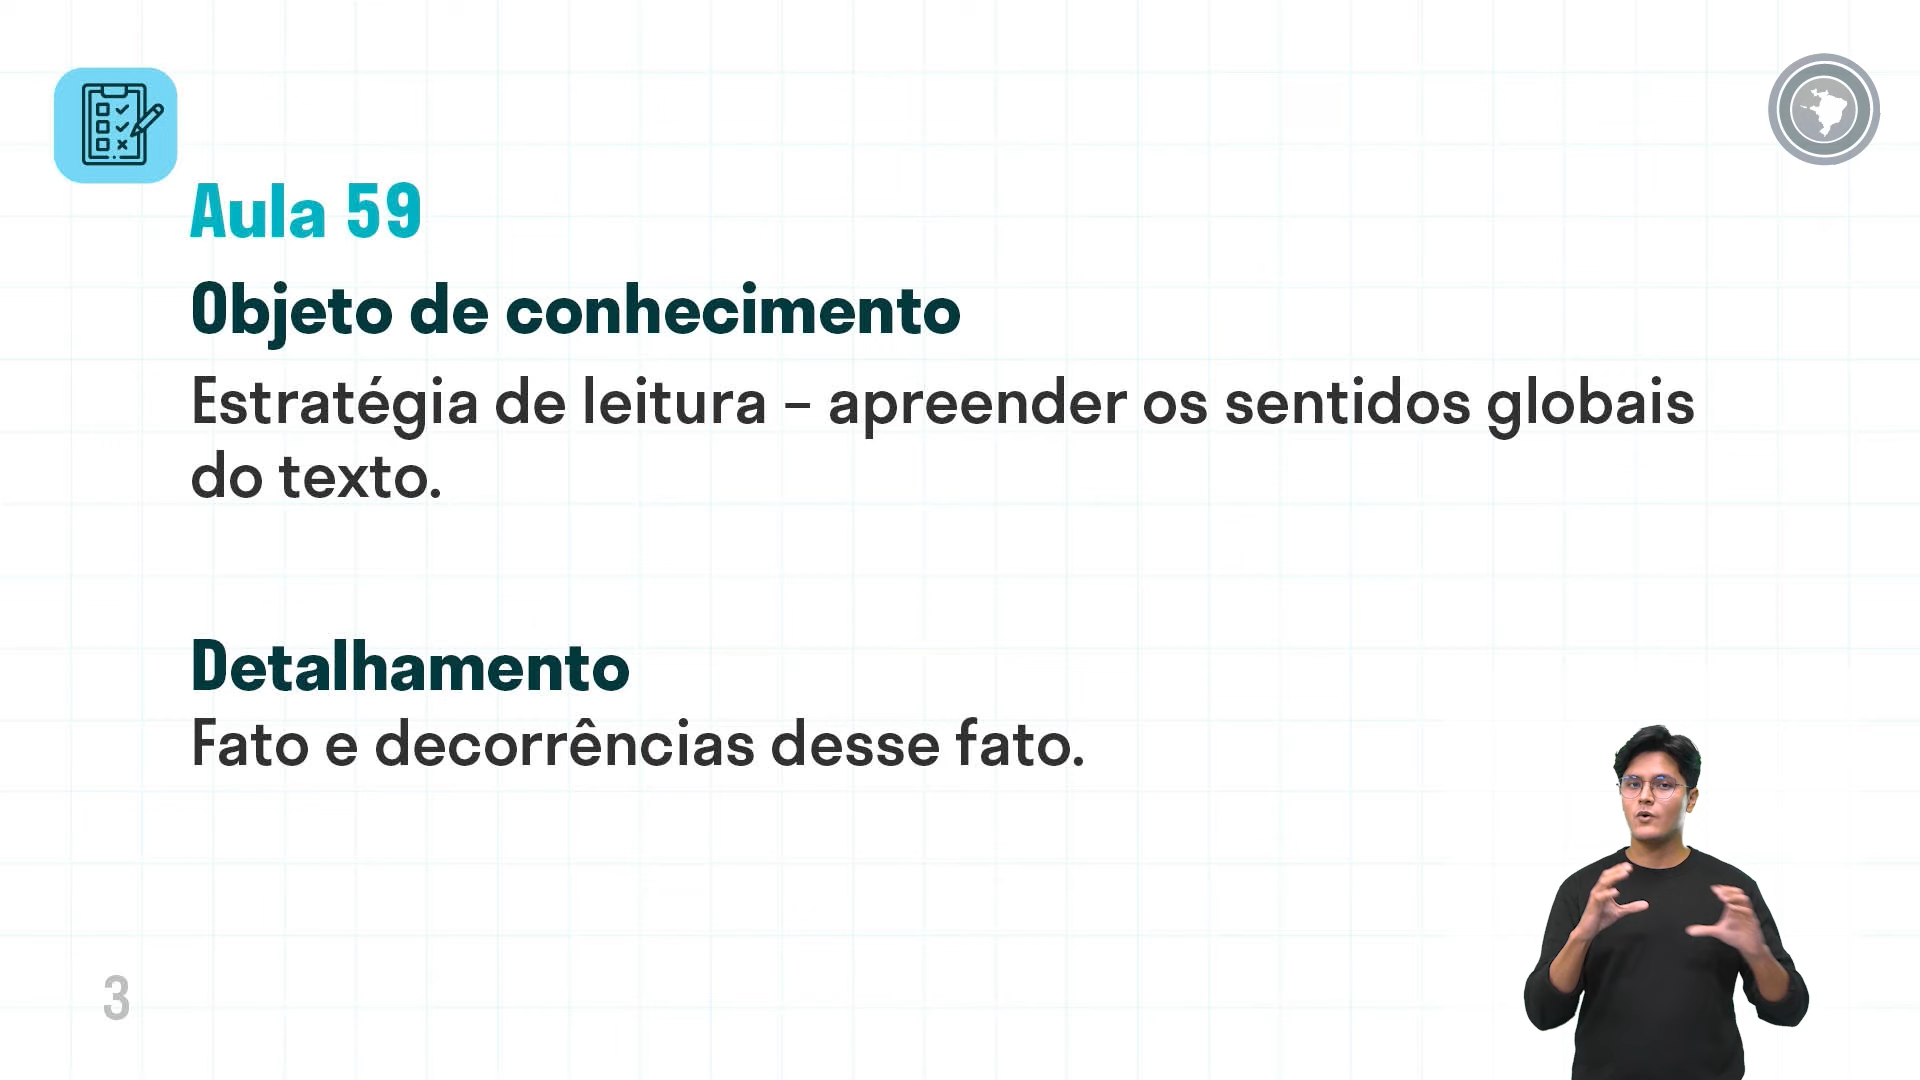 Aula 59
Objeto de conhecimento
Estratégia de leitura – apreender os sentidos globais
do texto.
Detalhamento
Fato e decorrências desse fato.
3